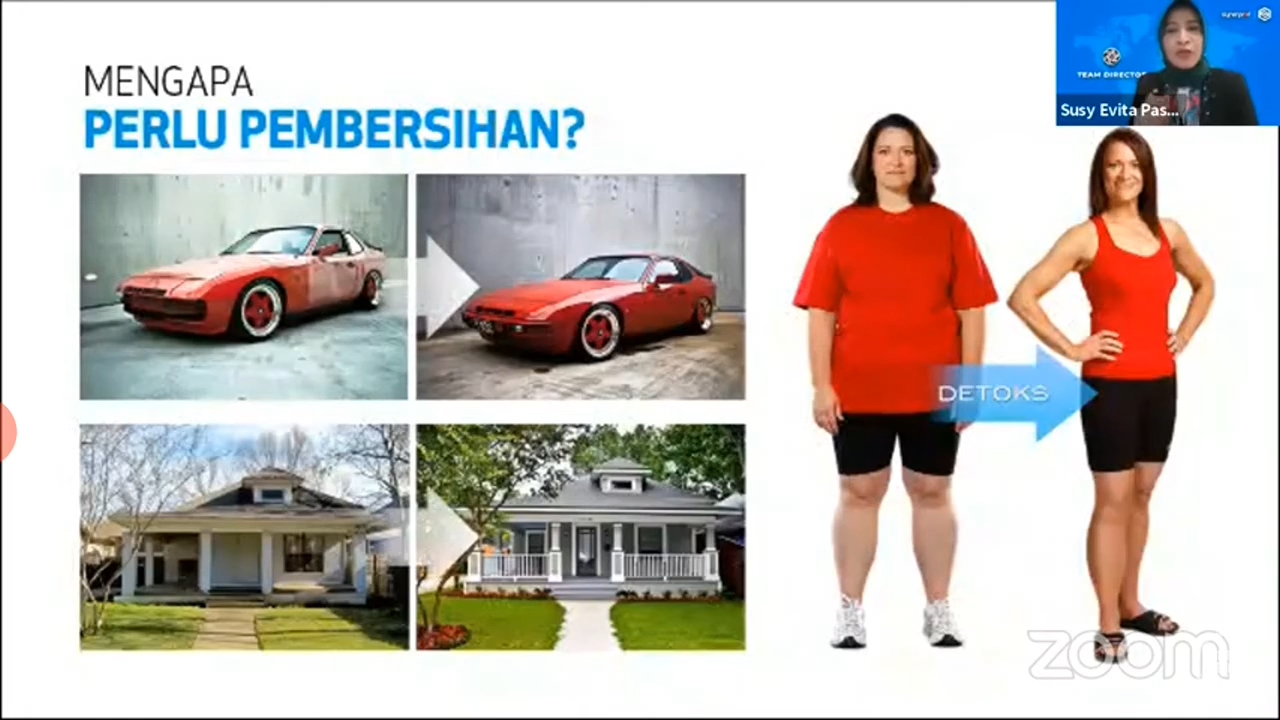 MENGAPA
PERLU PEMBERSIHAN?
TEAM DIRECTOR
Susy Evita Pas...
DETOKS
zoom